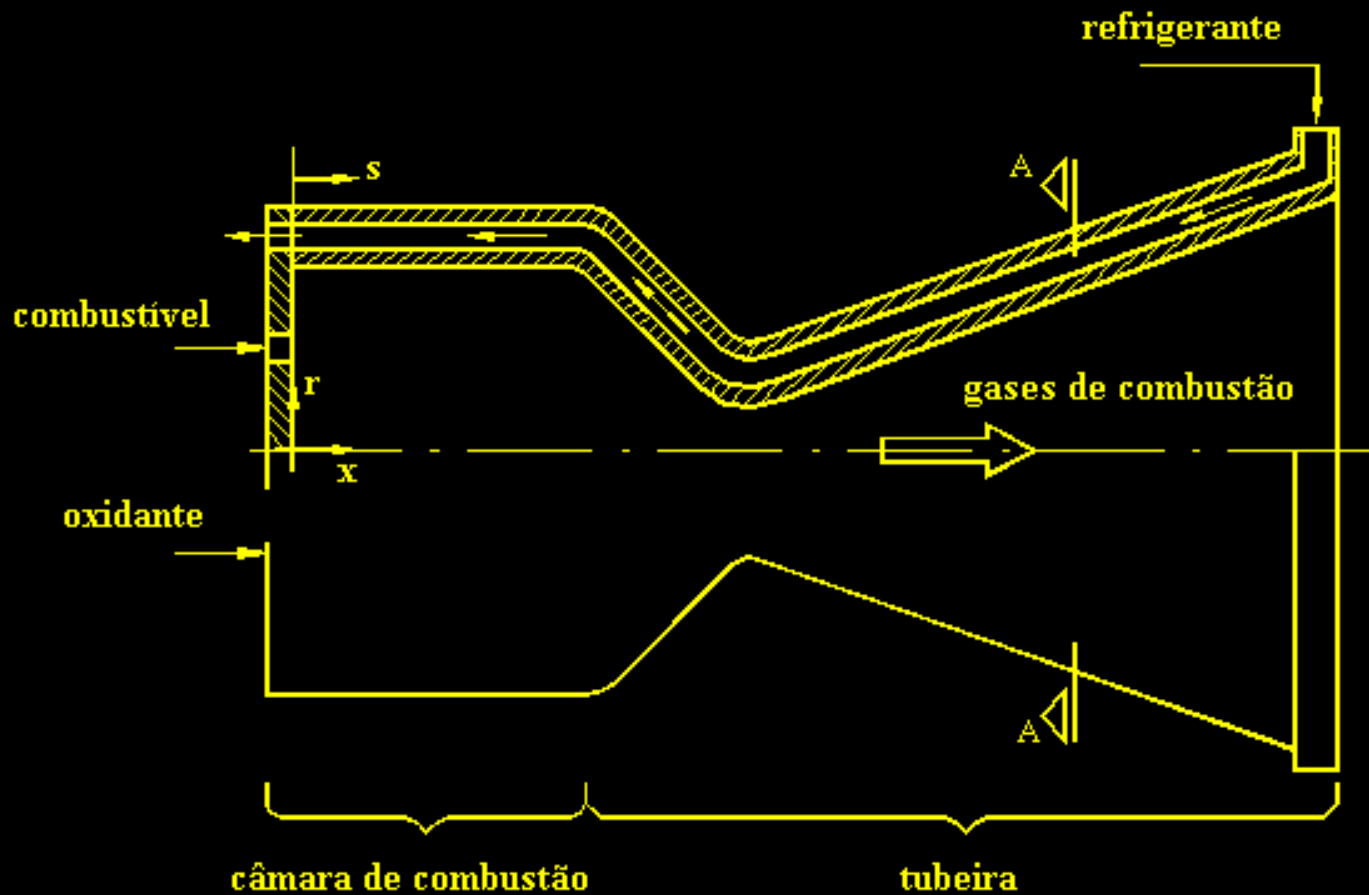 refrigerante
s
A
combustível
r
gases de combustão
x
oxidante
A
câmara de combustão
tubeira